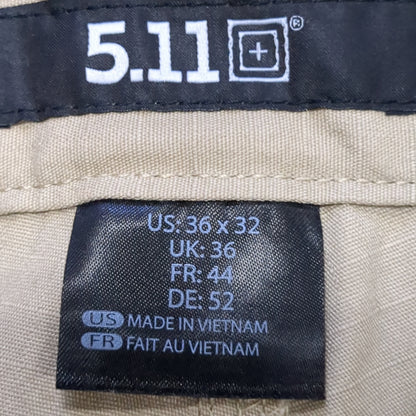 5.11®
US: 36 x 32
UK: 36
FR: 44
DE: 52
US MADE IN VIETNAM
FR FAIT AU VIETNAM